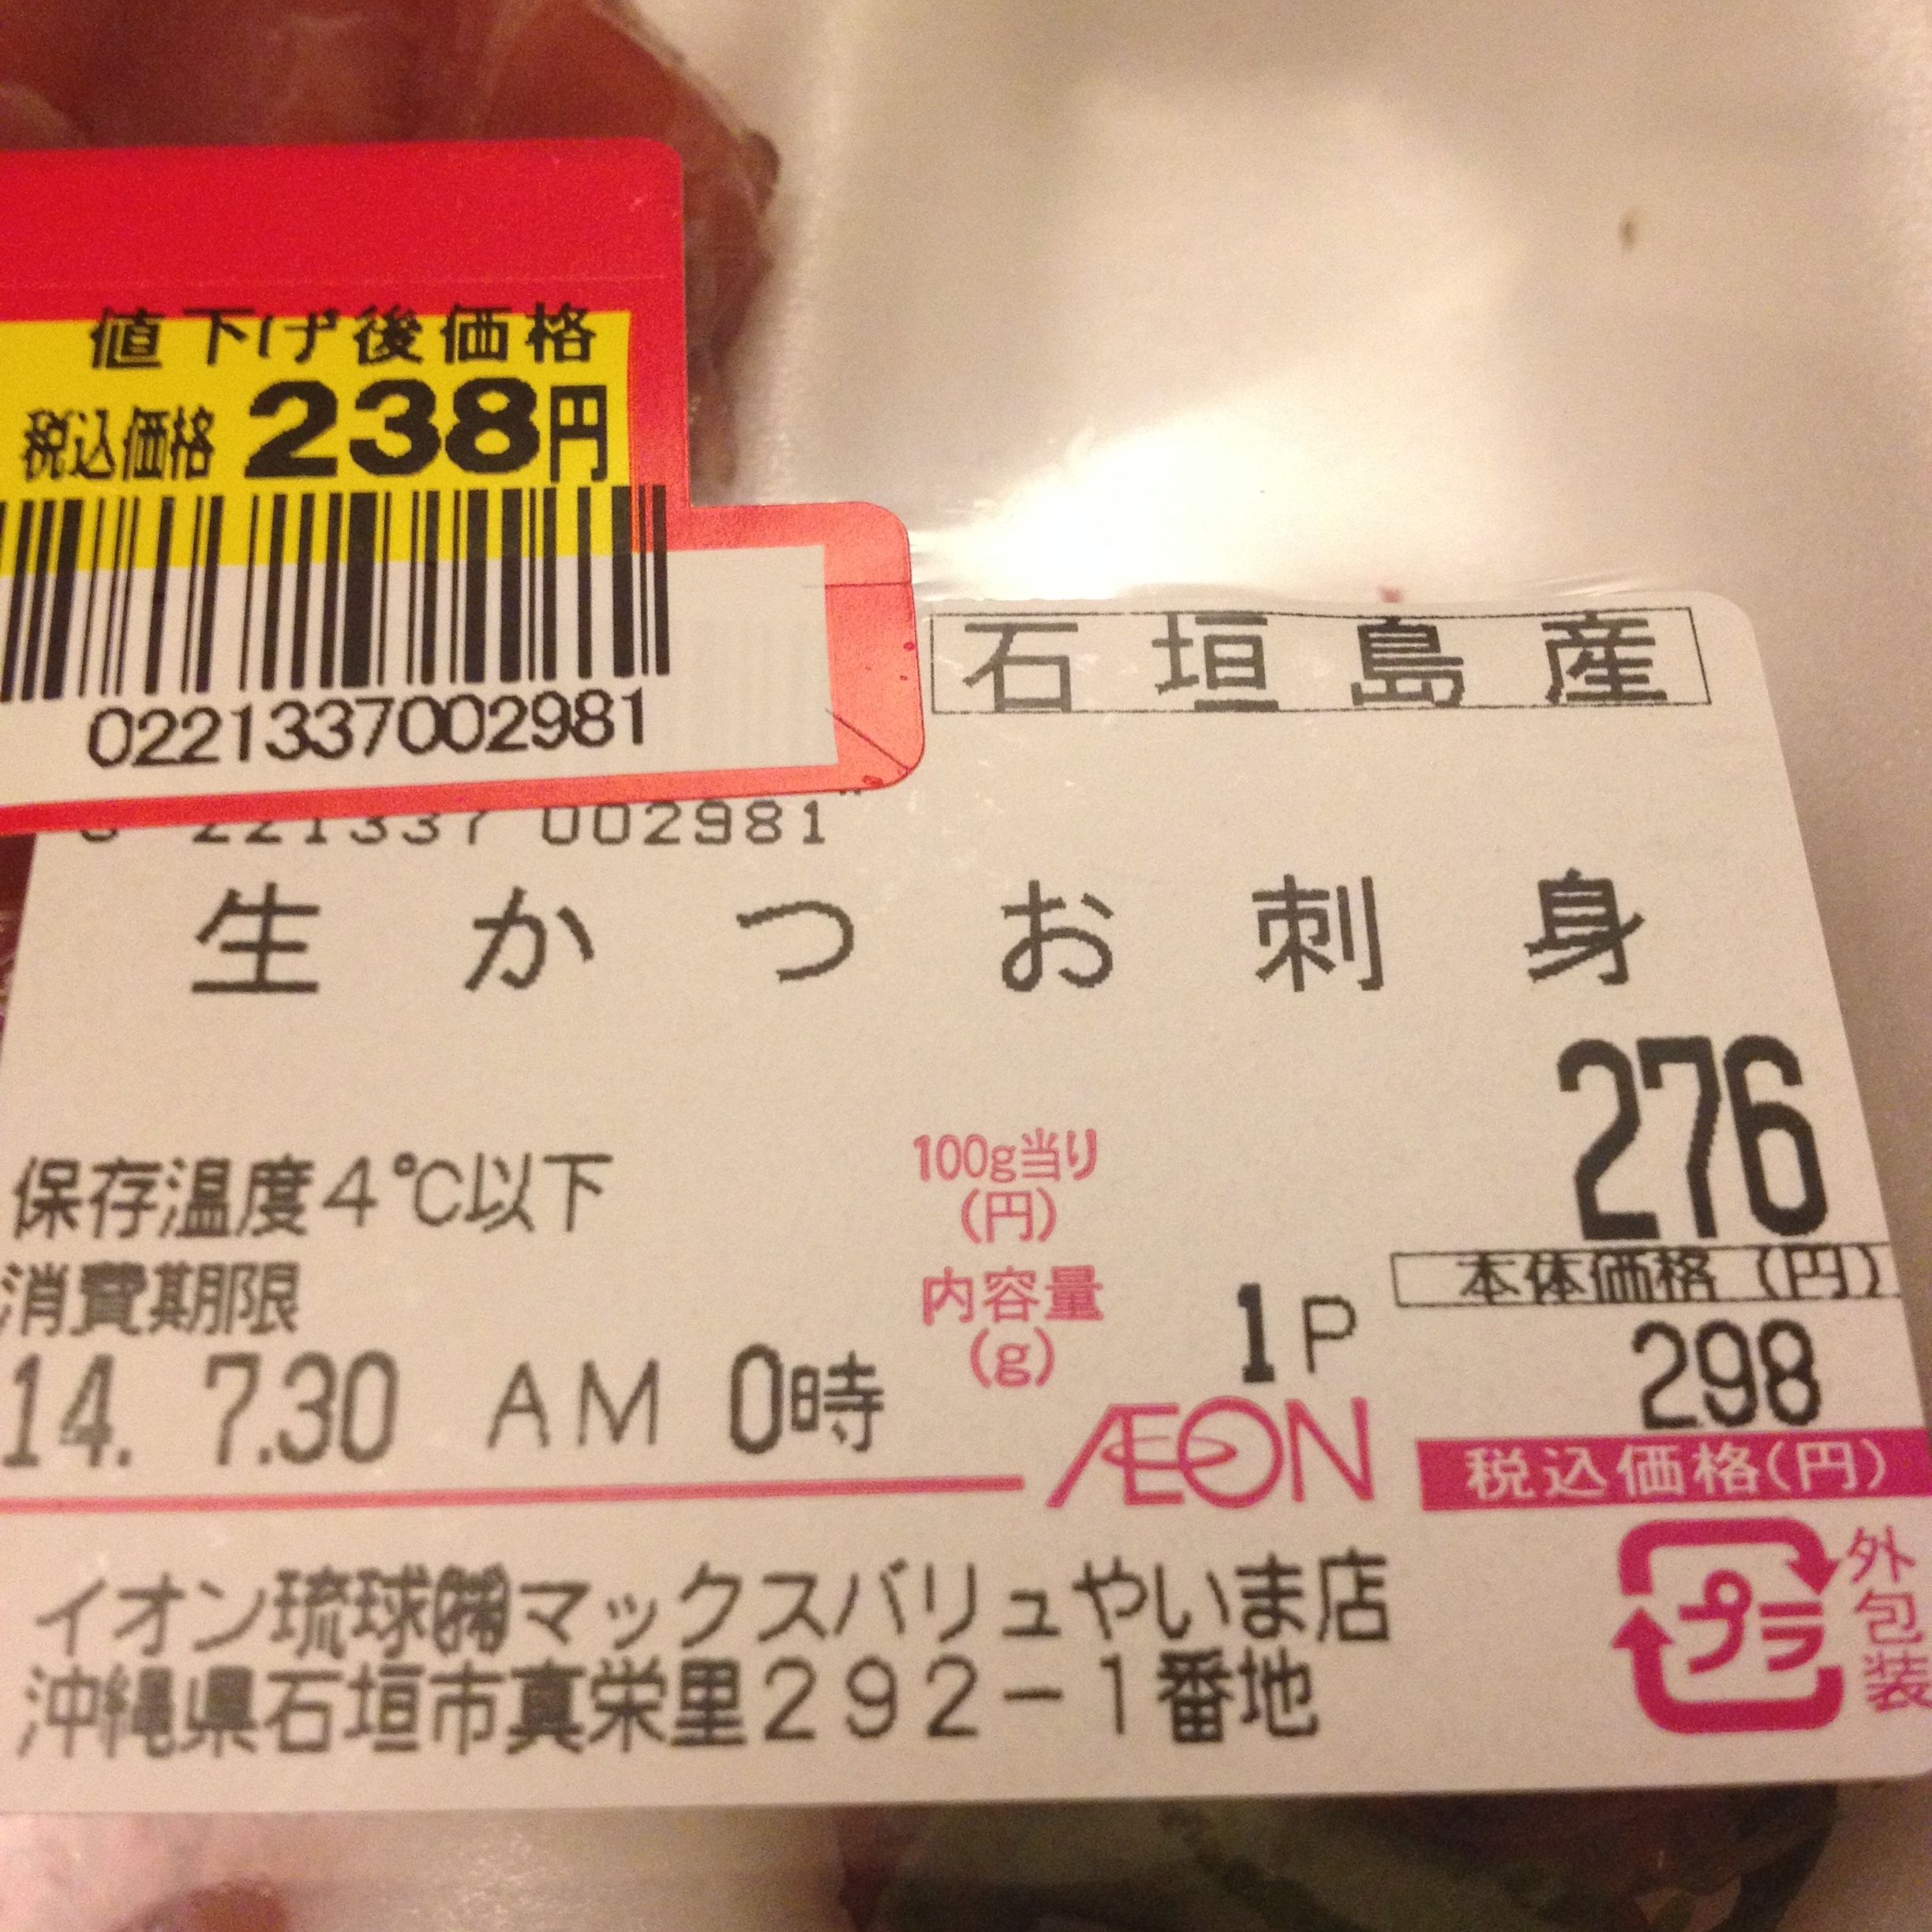 値下げ後価格
税込価格 238円
0221337002981
石垣島産
221337 002981
生かつお刺身
276
保存温度4℃以下
100g当り
(円)
本体価格(円)
消費期限
内容量
(g)
1P
298
14. 7.30 AM 0時
AEON
税込価格(円)
イオン琉球㈱マックスバリュやいま店
沖縄県石垣市真栄里292-1番地
プラ
外包装